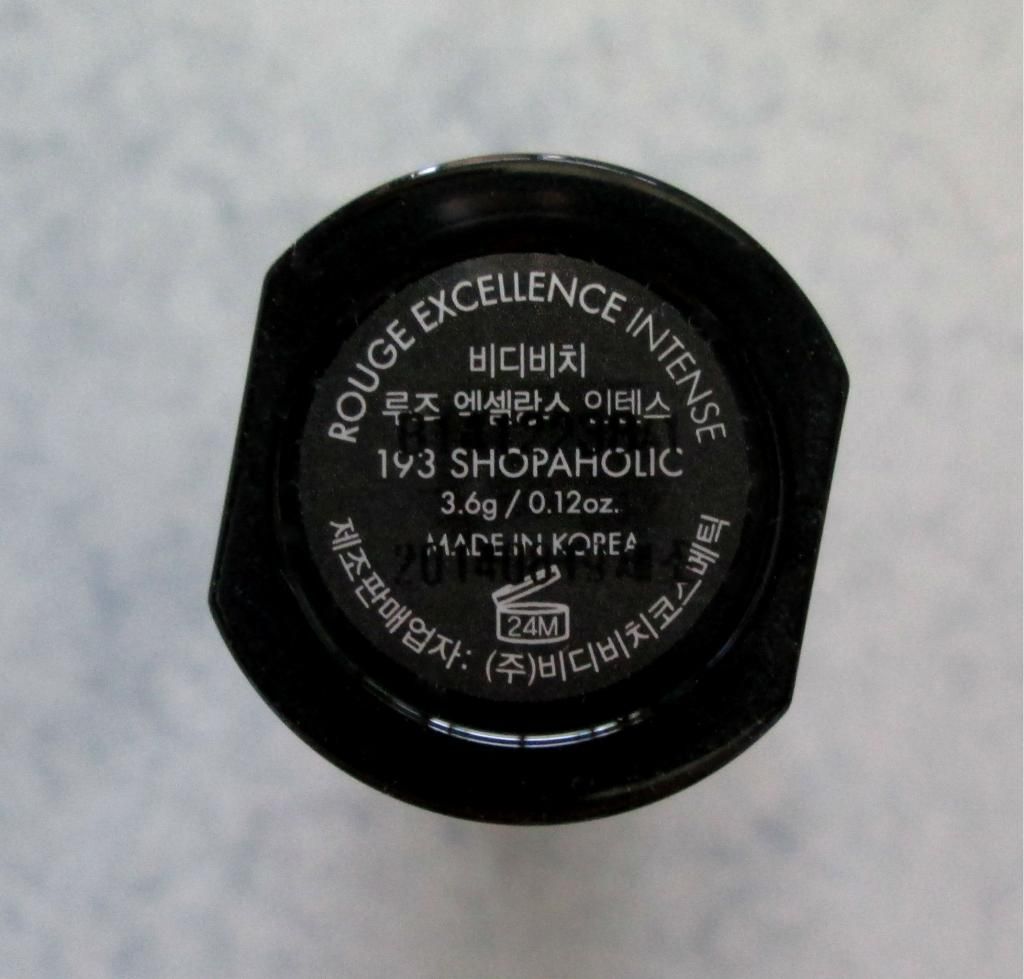 ROUGE EXCELLENCE INTENSE
비디비치
루즈 엑셀랑스 인테스
193 SHOPAHOLIC
3.6g / 0.12oz.
MADE IN KOREA
24M
제조판매업자: (주)비디비치코스메틱